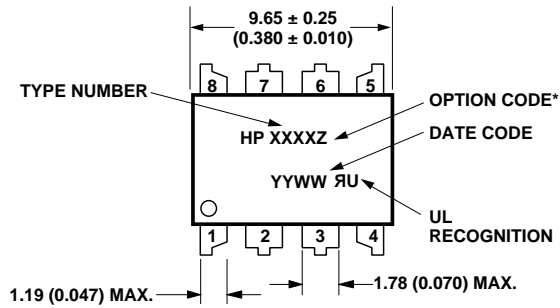 9.65 ± 0.25
(0.380 ± 0.010)
8 7 6 5
TYPE NUMBER
OPTION CODE*
HP XXXXZ
DATE CODE
YYWW ЯU
UL
RECOGNITION
1 2 3 4
1.19 (0.047) MAX.
1.78 (0.070) MAX.